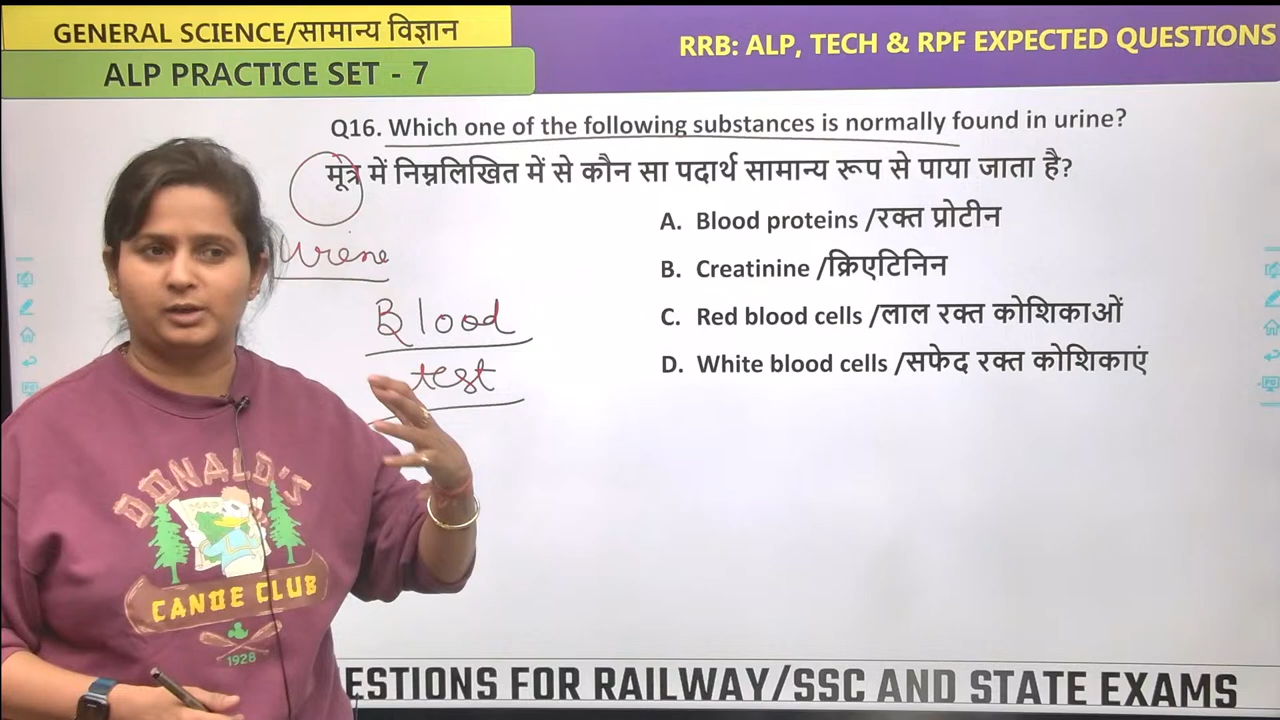 GENERAL SCIENCE/सामान्य विज्ञान
ALP PRACTICE SET - 7
RRB: ALP, TECH & RPF EXPECTED QUESTIONS
Q16. Which one of the following substances is normally found in urine?
मूत्र में निम्नलिखित में से कौन सा पदार्थ सामान्य रूप से पाया जाता है?
A. Blood proteins /रक्त प्रोटीन
B. Creatinine /क्रिएटिनिन
C. Red blood cells /लाल रक्त कोशिकाओं
D. White blood cells /सफेद रक्त कोशिकाएं
Urene
Blood
test
DONALD'S
CANOE CLUB
1928
ESTIONS FOR RAILWAY/SSC AND STATE EXAMS